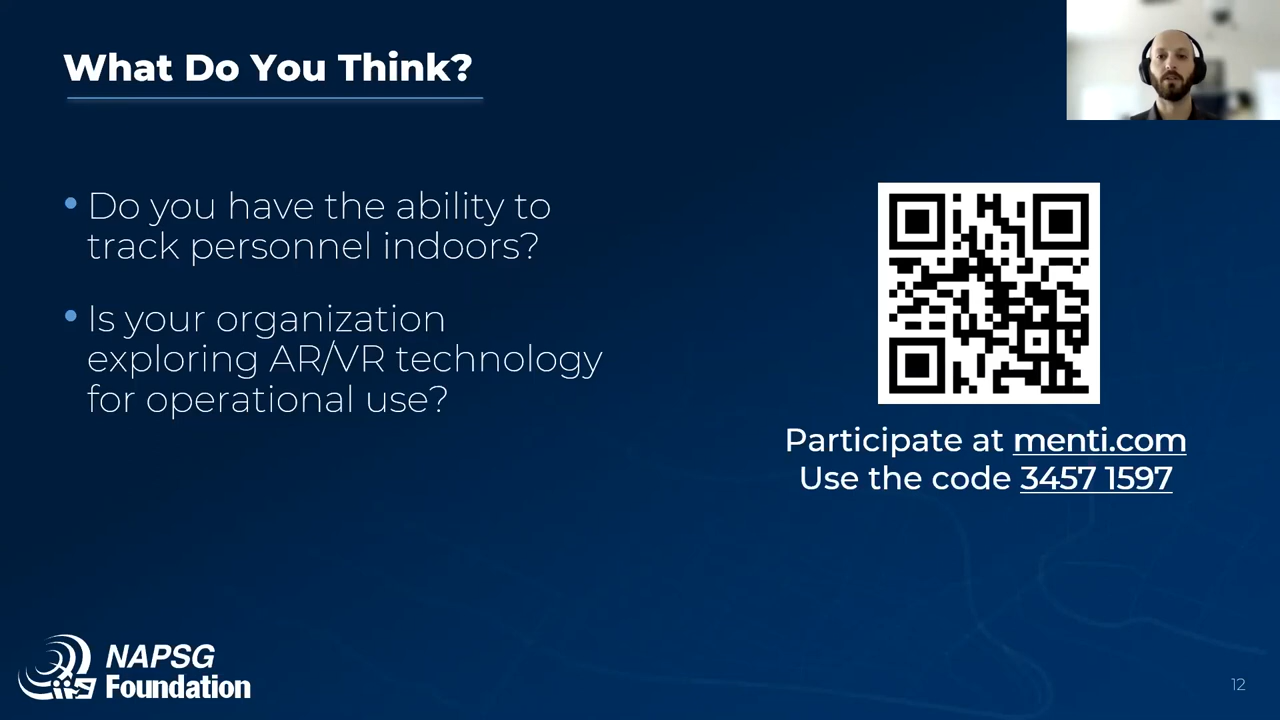 What Do You Think?
• Do you have the ability to
track personnel indoors?
• Is your organization
exploring AR/VR technology
for operational use?
Participate at menti.com
Use the code 3457 1597
NAPSG
Foundation
12